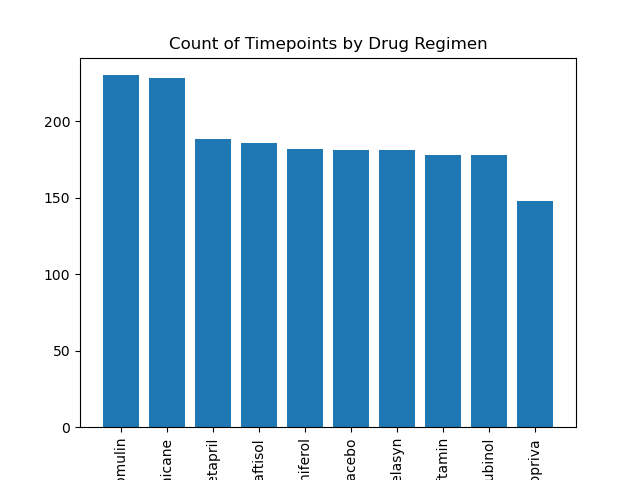 Count of Timepoints by Drug Regimen
200
150
100
50
0
omulin
nicane
etapril
aftisol
niferol
acebo
elasyn
ftamin
ubinol
opriva